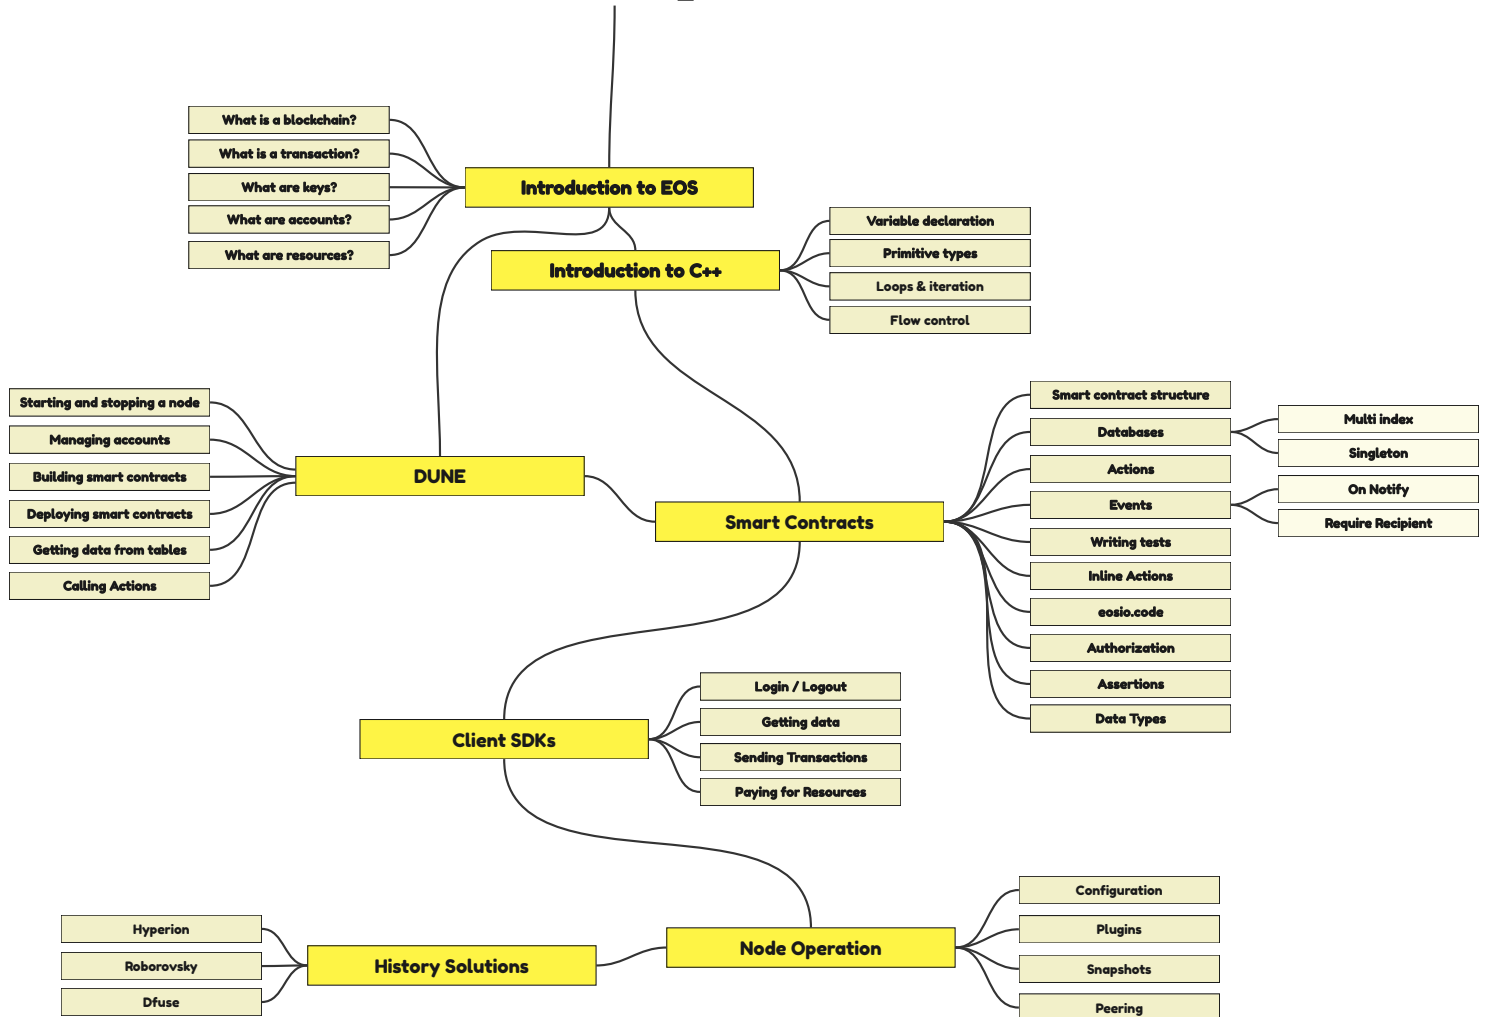 What is a blockchain?
What is a transaction?
What are keys?
What are accounts?
What are resources?
Introduction to EOS
Introduction to C++
Variable declaration
Primitive types
Loops & iteration
Flow control
Starting and stopping a node
Managing accounts
Building smart contracts
Deploying smart contracts
Getting data from tables
Calling Actions
DUNE
Smart Contracts
Smart contract structure
Databases
Multi index
Singleton
Actions
Events
On Notify
Require Recipient
Writing tests
Inline Actions
eosio.code
Authorization
Assertions
Data Types
Client SDKs
Login / Logout
Getting data
Sending Transactions
Paying for Resources
Node Operation
Configuration
Plugins
Snapshots
Peering
History Solutions
Hyperion
Roborovsky
Dfuse